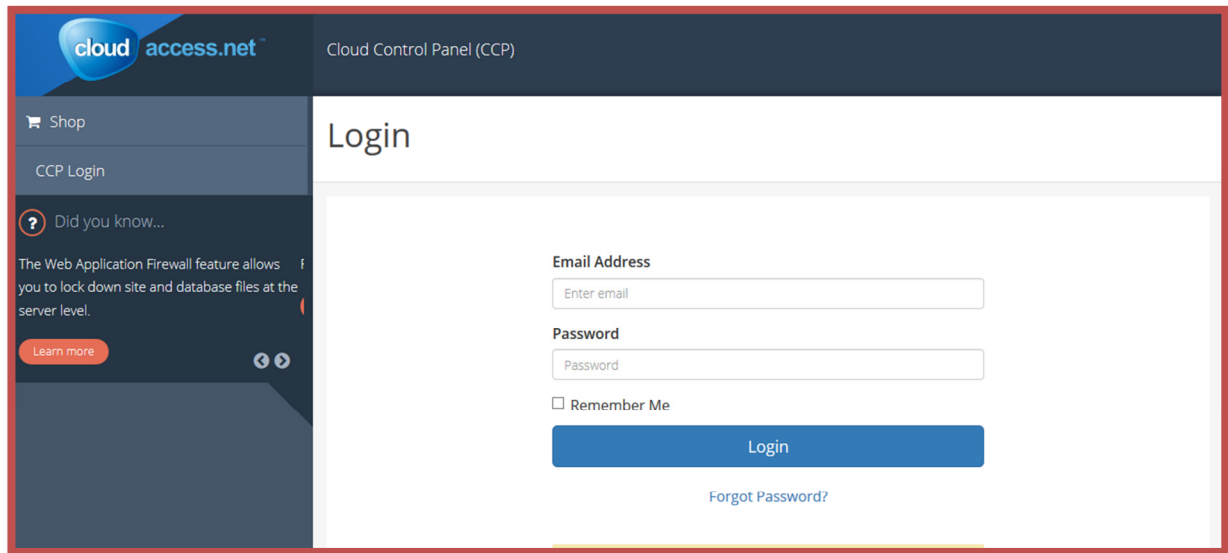 cloud access.net™
Cloud Control Panel (CCP)
Shop
CCP Login
? Did you know...
The Web Application Firewall feature allows
you to lock down site and database files at the
server level.
Learn more
Login
Email Address
Enter email
Password
Password
Remember Me
Login
Forgot Password?